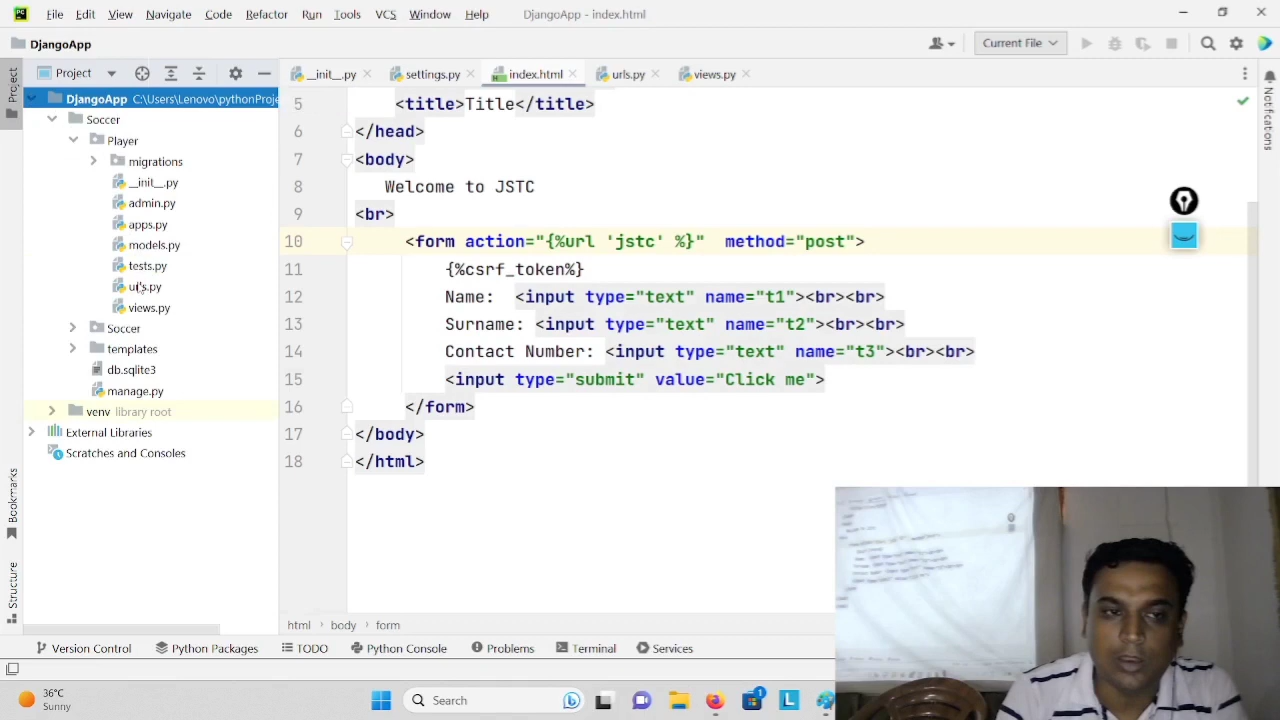 PC File Edit View Navigate Code Refactor Run Tools VCS Window Help DjangoApp - index.html
DjangoApp Current File
Project __init__.py settings.py index.html urls.py views.py
Project
Notifications
DjangoApp C:\Users\Lenovo\pythonProje
Soccer
Player
migrations
__init__.py
admin.py
apps.py
models.py
tests.py
urls.py
views.py
Soccer
templates
db.sqlite3
manage.py
venv library root
External Libraries
Scratches and Consoles
5 <title>Title</title>
6 </head>
7 <body>
8 Welcome to JSTC
9 <br>
10 <form action="{%url 'jstc' %}" method="post">
11 {%csrf_token%}
12 Name: <input type="text" name="t1"><br><br>
13 Surname: <input type="text" name="t2"><br><br>
14 Contact Number: <input type="text" name="t3"><br><br>
15 <input type="submit" value="Click me">
16 </form>
17 </body>
18 </html>
Bookmarks
Structure
html body form
Version Control Python Packages TODO Python Console Problems Terminal Services
36°C
Sunny
Search
1
L